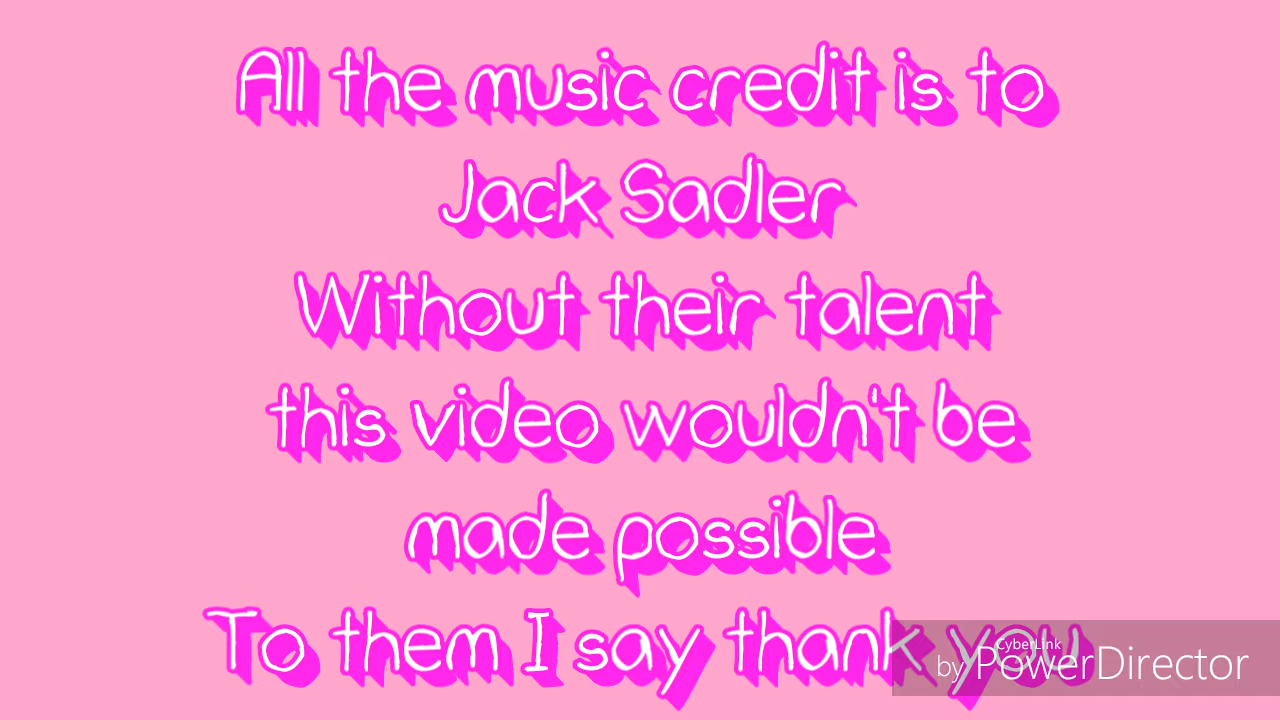 All the music credit is to
Jack Sadler
Without their talent
this video wouldn't be
made possible
To them I say thank you
CyberLink
by PowerDirector